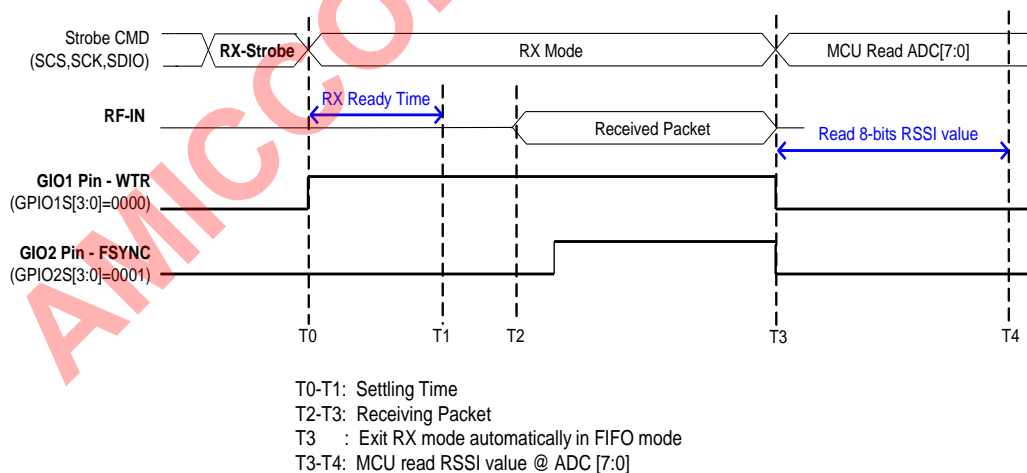 Strobe CMD
(SCS,SCK,SDIO)
RX-Strobe
RX Mode
MCU Read ADC[7:0]
RX Ready Time
RF-IN
Received Packet
Read 8-bits RSSI value
GIO1 Pin - WTR
(GPIO1S[3:0]=0000)
GIO2 Pin - FSYNC
(GPIO2S[3:0]=0001)
T0 T1 T2 T3 T4
T0-T1: Settling Time
T2-T3: Receiving Packet
T3 : Exit RX mode automatically in FIFO mode
T3-T4: MCU read RSSI value @ ADC [7:0]
AMICCOM